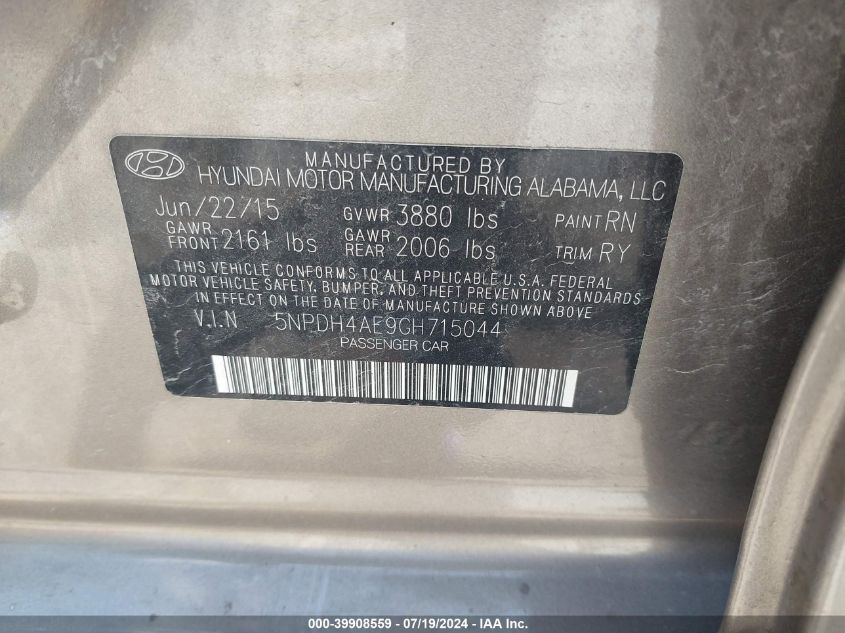 MANUFACTURED BY
HYUNDAI MOTOR MANUFACTURING ALABAMA, LLC
Jun/22/15 GVWR 3880 lbs PAINT RN
GAWR FRONT 2161 lbs GAWR REAR 2006 lbs TRIM RY
THIS VEHICLE CONFORMS TO ALL APPLICABLE U.S.A. FEDERAL
MOTOR VEHICLE SAFETY, BUMPER, AND THEFT PREVENTION STANDARDS
IN EFFECT ON THE DATE OF MANUFACTURE SHOWN ABOVE.
V.I.N 5NPDH4AE9GH715044
PASSENGER CAR
000-39908559 - 07/19/2024 - IAA Inc.